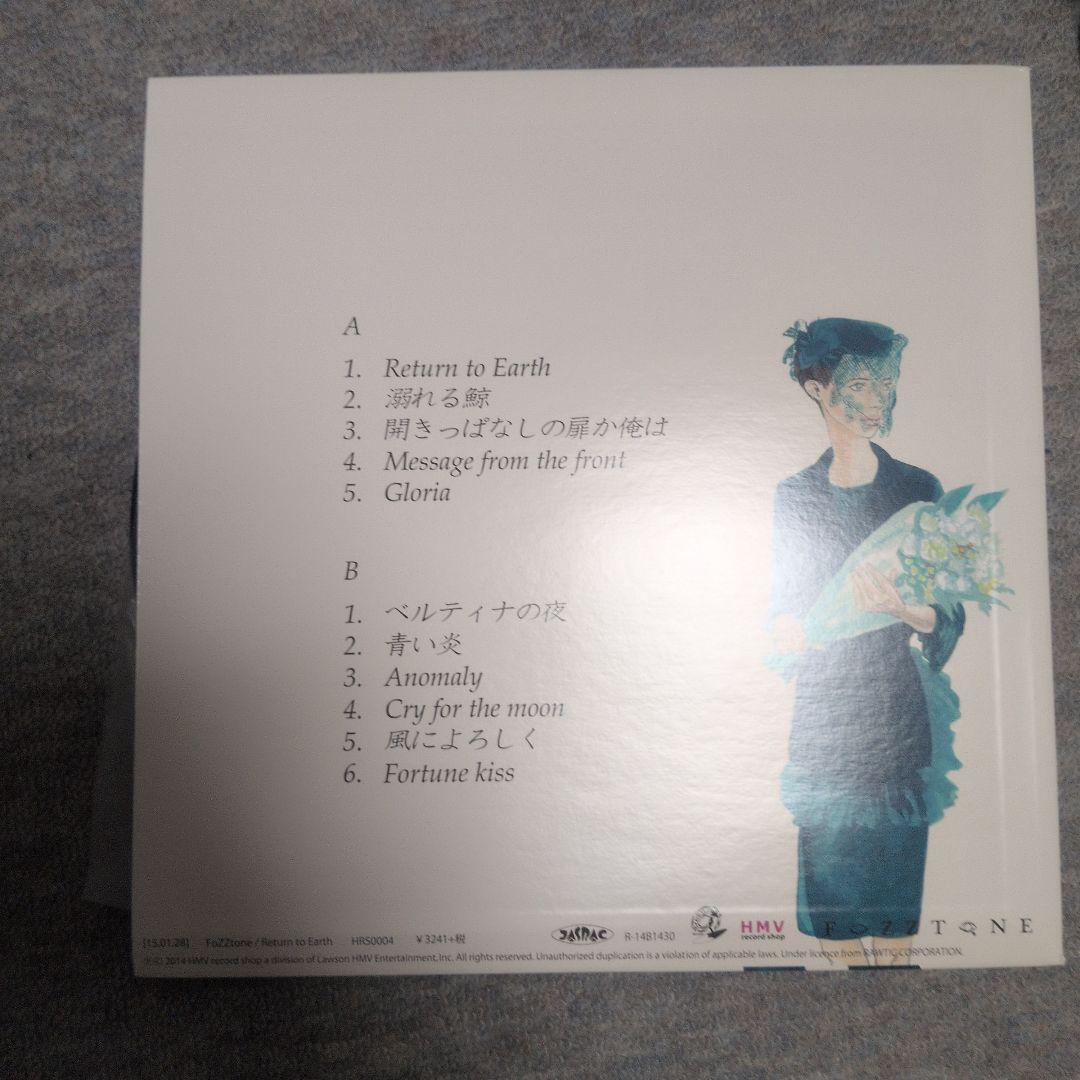 A
1. Return to Earth
2. 溺れる鯨
3. 開きっぱなしの扉か俺は
4. Message from the front
5. Gloria
B
1. ベルティナの夜
2. 青い炎
3. Anomaly
4. Cry for the moon
5. 風によろしく
6. Fortune kiss
[15.01.28] FoZZtone / Return to Earth HRS0004 ¥3241+税 JASRAC R-14B1430 HMV record shop FOZZTONE
℗© 2014 HMV record shop a division of Lawson HMV Entertainment,Inc. All rights reserved. Unauthorized duplication is a violation of applicable laws. Under licence from RAWTIC CORPORATION.